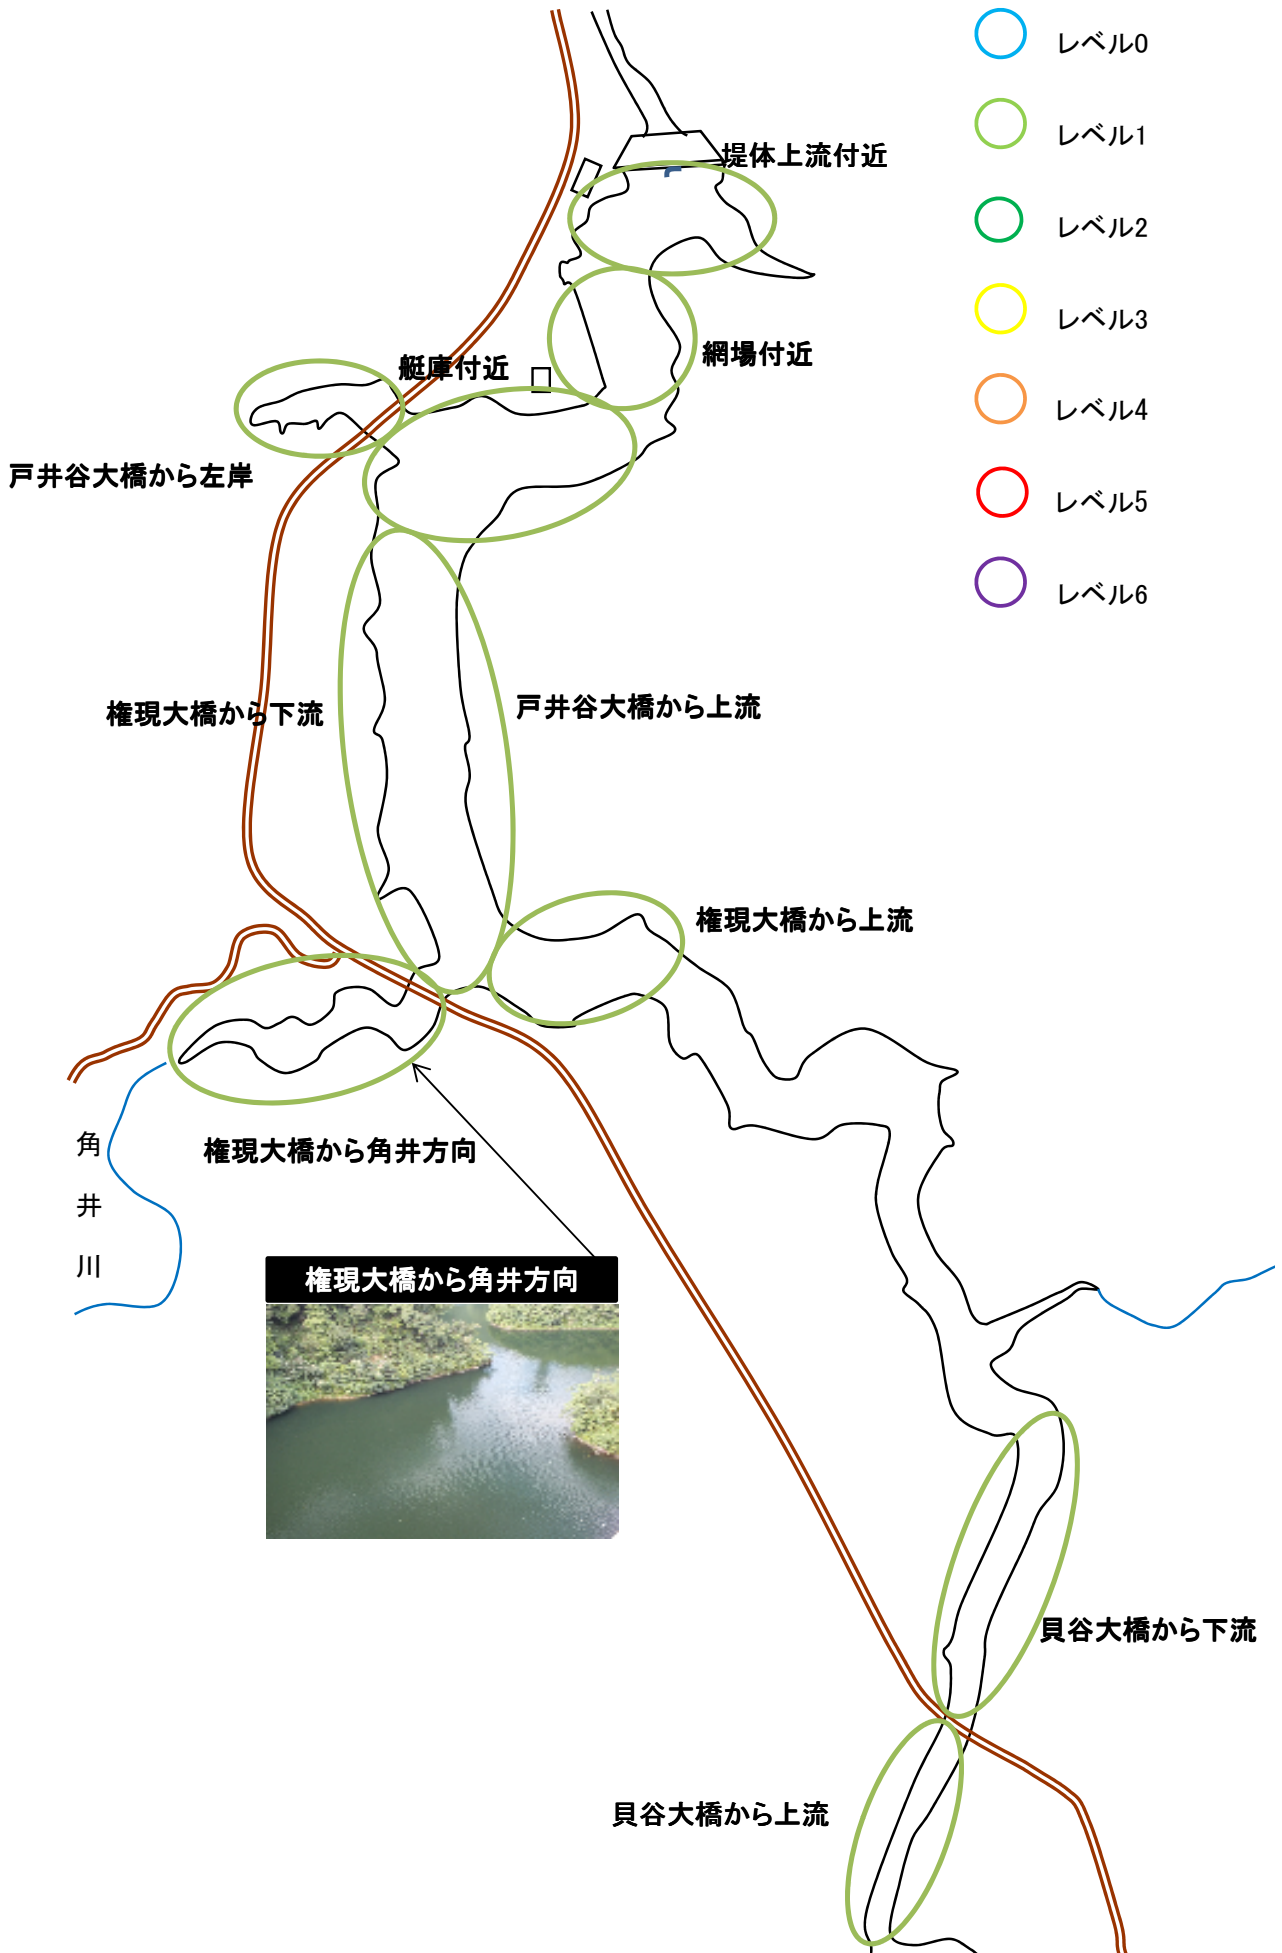 レベル0
レベル1
堤体上流付近
レベル2
レベル3
網場付近
艇庫付近
レベル4
戸井谷大橋から左岸
レベル5
レベル6
権現大橋から下流
戸井谷大橋から上流
権現大橋から上流
角
井
川
権現大橋から角井方向
権現大橋から角井方向
貝谷大橋から下流
貝谷大橋から上流